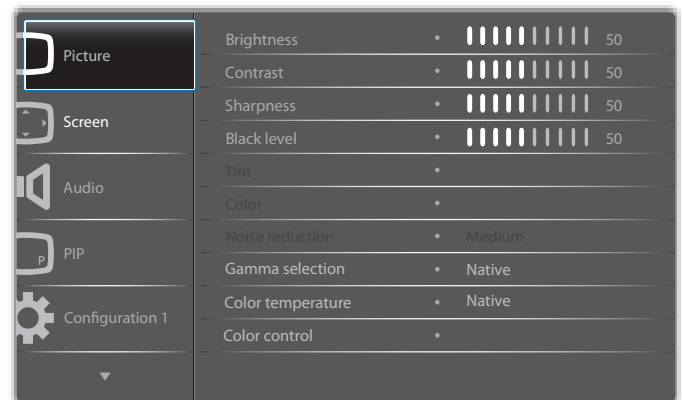 Picture
Screen
Audio
P
PIP
Configuration 1
Brightness • 50
Contrast • 50
Sharpness • 50
Black level • 50
Tint •
Color •
Noise reduction • Medium
Gamma selection • Native
Color temperature • Native
Color control •